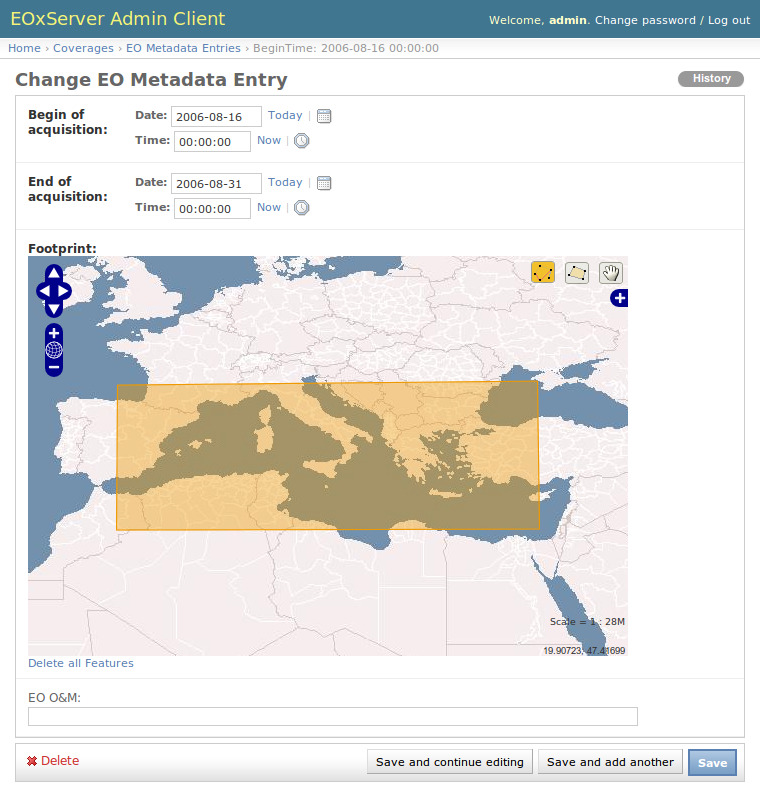 EOxServer Admin Client
Welcome, admin. Change password / Log out
Home › Coverages › EO Metadata Entries › BeginTime: 2006-08-16 00:00:00
Change EO Metadata Entry
History
Begin of acquisition:
Date: 2006-08-16 Today |
Time: 00:00:00 Now |
End of acquisition:
Date: 2006-08-31 Today |
Time: 00:00:00 Now |
Footprint:
Scale = 1 : 28M
19.90723, 47.41699
Delete all Features
EO O&M:
Delete
Save and continue editing
Save and add another
Save